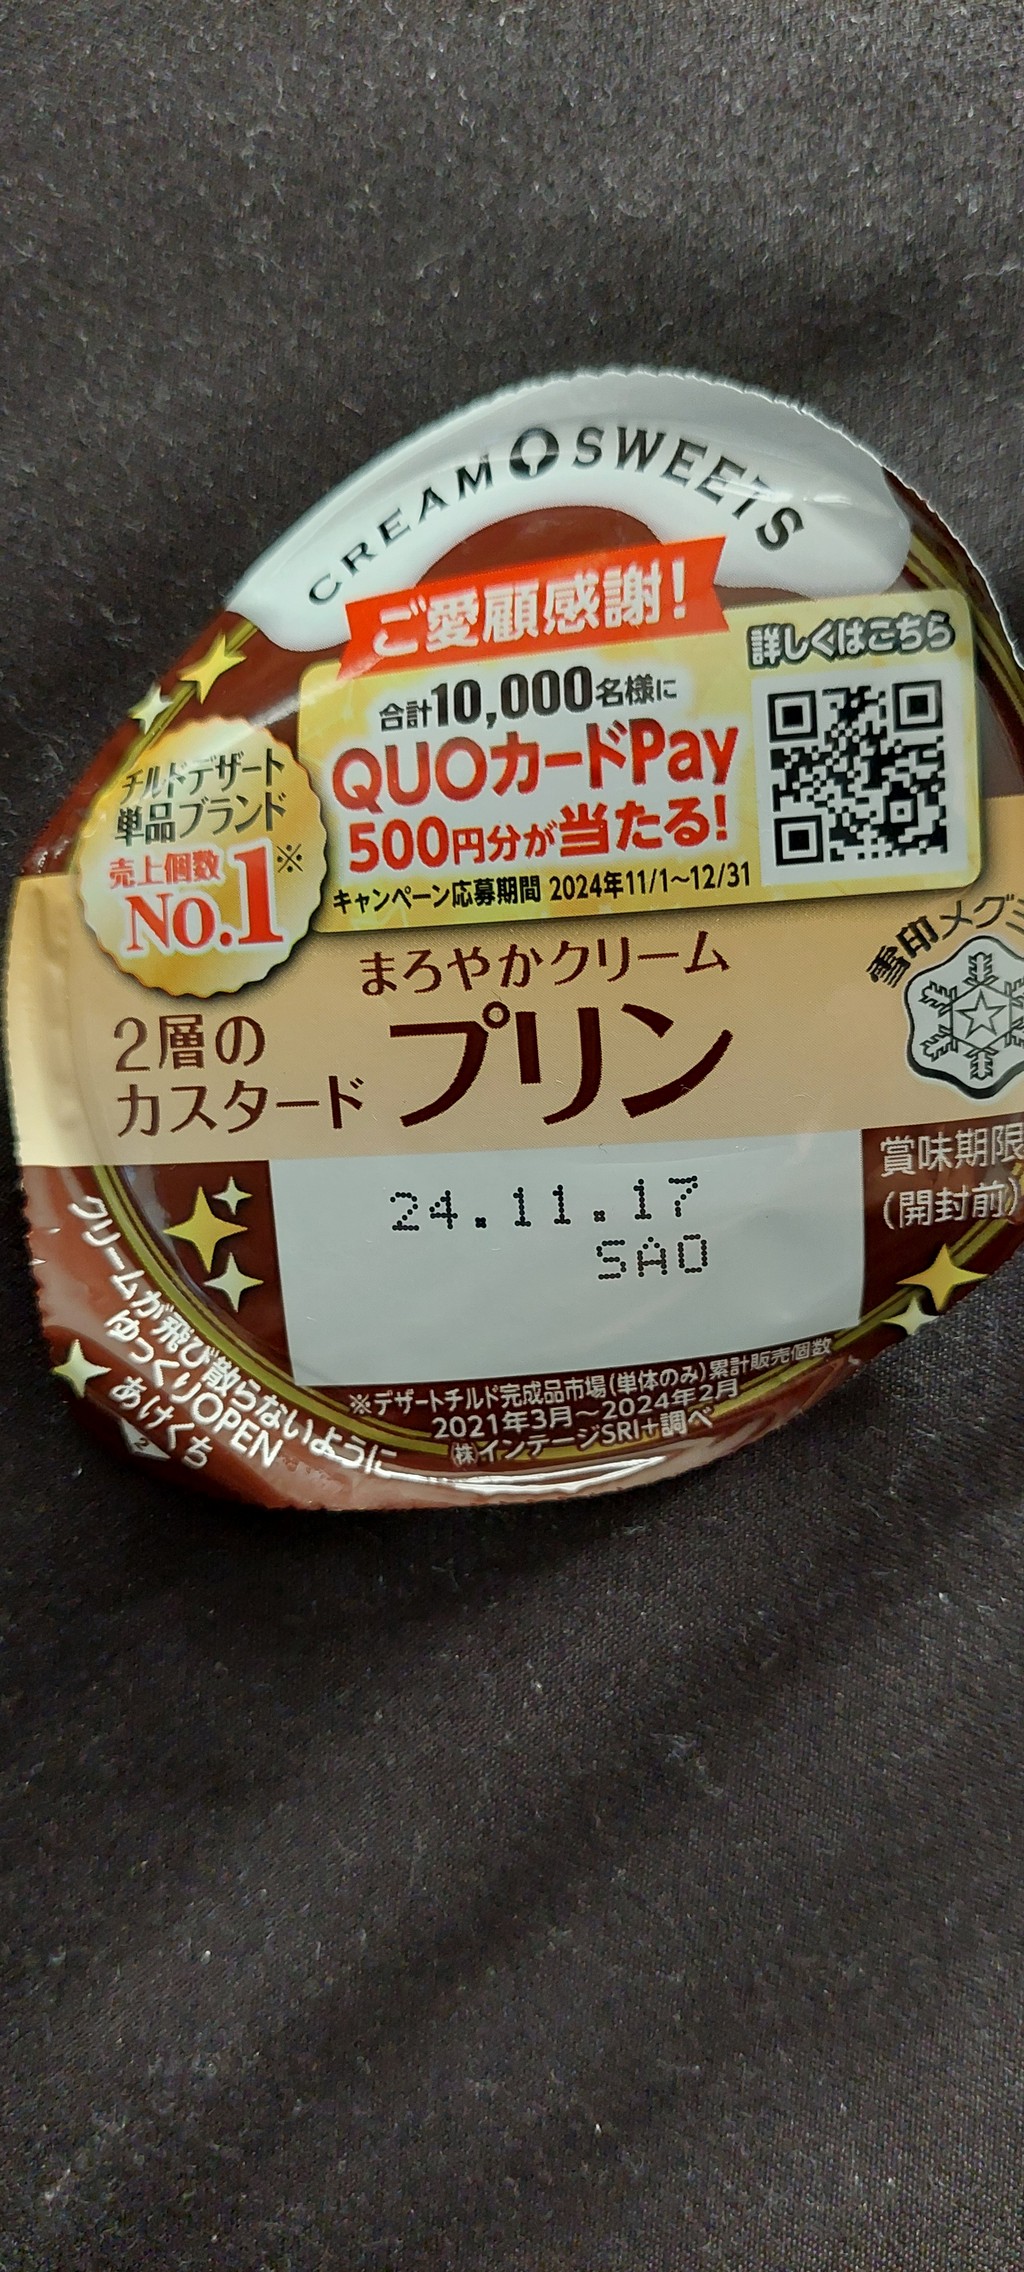 CREAM SWEETS
ご愛顧感謝!
詳しくはこちら
合計10,000名様に
QUOカードPay
500円分が当たる!
キャンペーン応募期間 2024年11/1～12/31
チルドデザート
単品ブランド
売上個数
No.1※
雪印メグミ
まろやかクリーム
2層の
カスタード
プリン
賞味期限
(開封前)
24.11.17
SAO
※デザートチルド完成品市場(単体のみ)累計販売個数
2021年3月～2024年2月
㈱インテージSRI+調べ
クリームが飛び散らないように
ゆっくりOPEN
あけくち
2